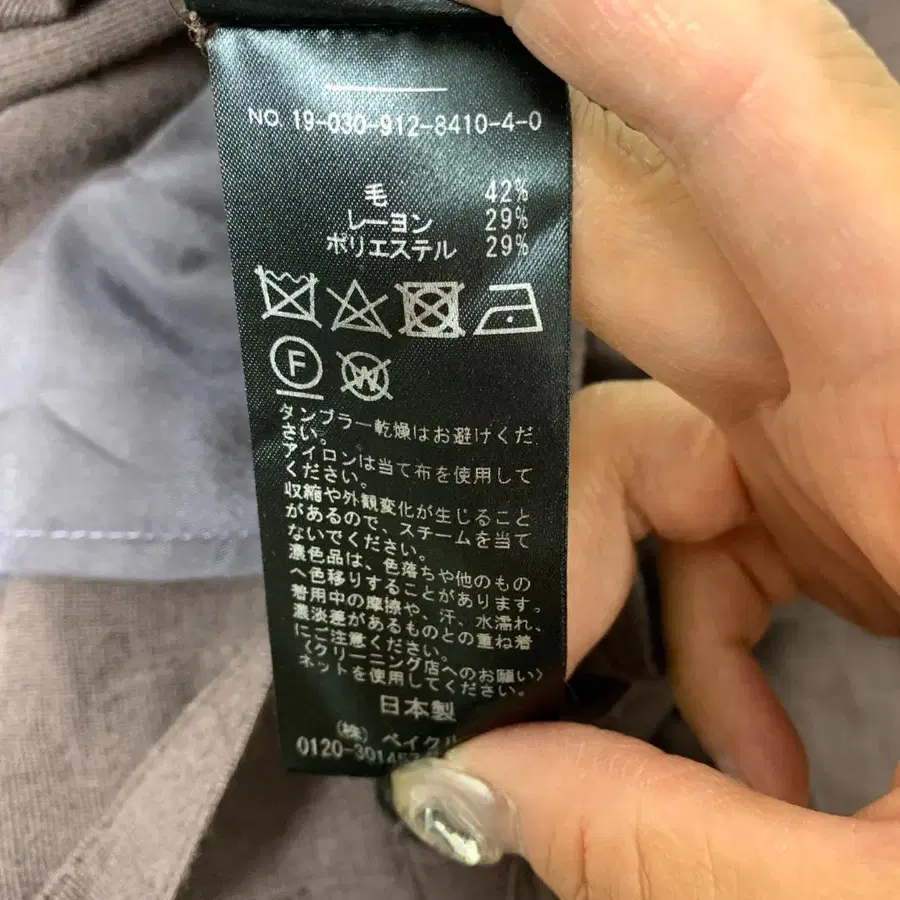 NO. 19-030-912-8410-4-0
毛 42%
レーヨン 29%
ポリエステル 29%
F
W
タンブラー乾燥はお避けくだ
さい。
アイロンは当て布を使用して
ください。
収縮や外観変化が生じること
があるので、スチームを当て
ないでください。
濃色品は、色落ちや他のもの
へ色移りすることがあります。
着用中の摩擦や、汗、水濡れ、
濃淡差があるものとの重ね着
にご注意ください。
〈クリーニング店へのお願い〉
ネットを使用してください。
日本製
(株) ベイク
0120-301457